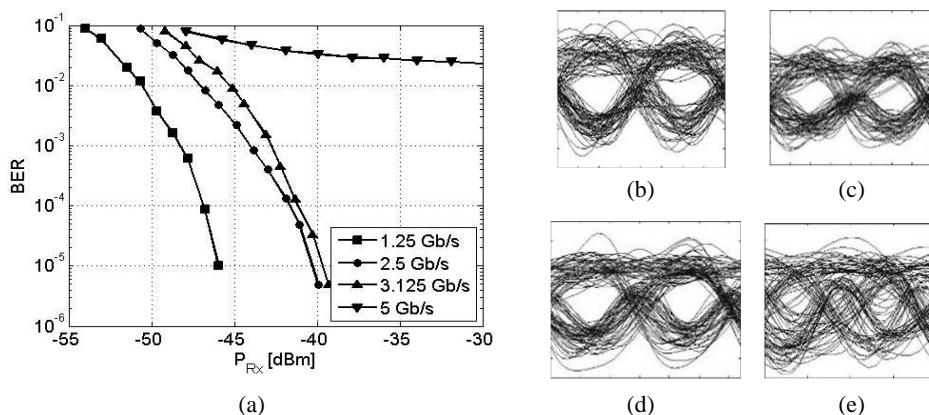 10^-1
10^-2
10^-3
10^-4
10^-5
10^-6
BER
-55
-50
-45
-40
-35
-30
P_Rx [dBm]
1.25 Gb/s
2.5 Gb/s
3.125 Gb/s
5 Gb/s
(a)
(b)
(c)
(d)
(e)